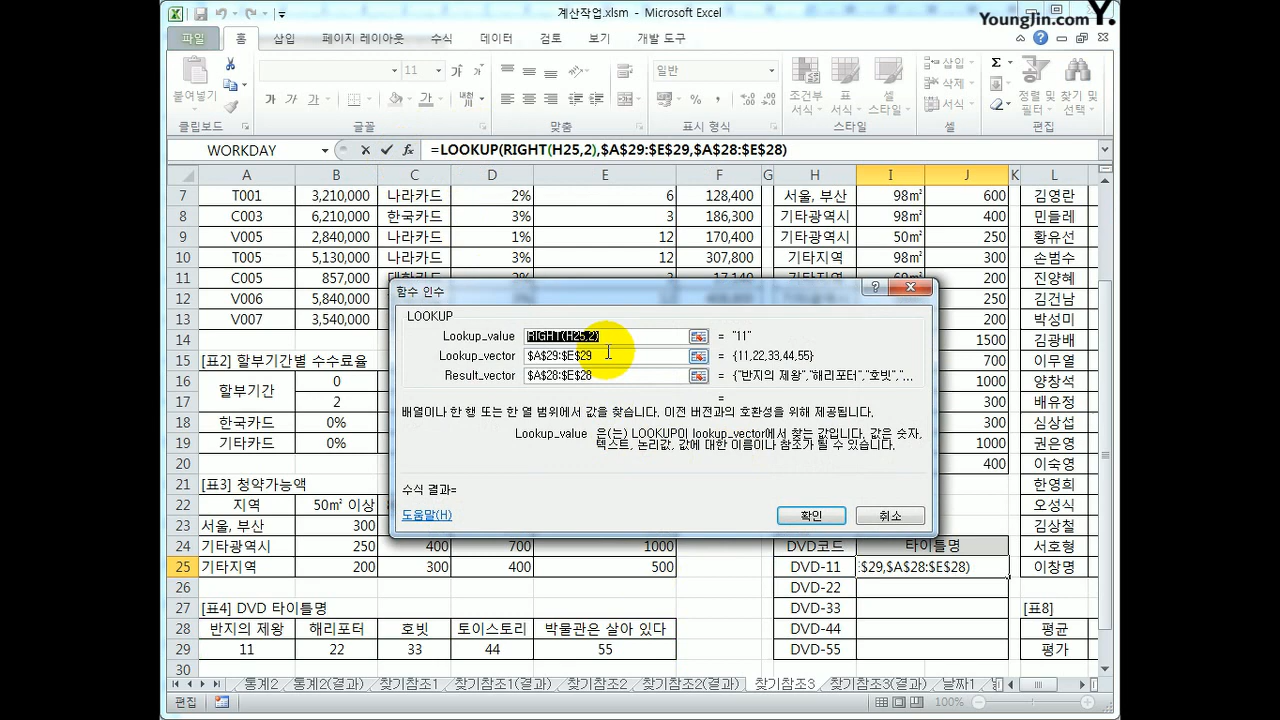 계산작업.xlsm - Microsoft Excel
YoungJin.com Y.
파일 홈 삽입 페이지 레이아웃 수식 데이터 검토 보기 개발 도구
붙여넣기 11 가 가 일반 조건부 서식 표 서식 셀 스타일 삽입 삭제 서식 정렬 및 필터 찾기 및 선택
클립보드 글꼴 맞춤 표시 형식 스타일 셀 편집
WORKDAY =LOOKUP(RIGHT(H25,2),$A$29:$E$29,$A$28:$E$28)
A B C D E F G H I J K L
7 T001 3,210,000 나라카드 2% 6 128,400 서울, 부산 98㎡ 600 김영란
8 C003 6,210,000 한국카드 3% 3 186,300 기타광역시 98㎡ 400 민들레
9 V005 2,840,000 나라카드 1% 12 170,400 기타광역시 50㎡ 250 황유선
10 T005 5,130,000 나라카드 3% 12 307,800 기타지역 98㎡ 300 손범수
11 C005 857,000 200 진양혜
12 V006 5,840,000 250 김건남
13 V007 3,540,000 200 박성미
14 1000 김광배
15 [표2] 할부기간별 수수료율 700 이무열
16 할부기간 0 1000 양창석
17 2 300 배유정
18 한국카드 0% 300 심상섭
19 기타카드 0% 1000 권은영
20 400 이숙영
21 [표3] 청약가능액 한영희
22 지역 50㎡ 이상 오성식
23 서울, 부산 300 김상철
24 기타광역시 250 400 700 1000 DVD코드 타이틀명 서호형
25 기타지역 200 300 400 500 DVD-11 :$29,$A$28:$E$28) 이창명
26 DVD-22
27 [표4] DVD 타이틀명 DVD-33 [표8]
28 반지의 제왕 해리포터 호빗 토이스토리 박물관은 살아 있다 DVD-44 평균
29 11 22 33 44 55 DVD-55 평가
30
함수 인수
LOOKUP
Lookup_value RIGHT(H25,2) = "11"
Lookup_vector $A$29:$E$29 = {11,22,33,44,55}
Result_vector $A$28:$E$28 = {"반지의 제왕","해리포터","호빗","...
=
배열이나 한 행 또는 한 열 범위에서 값을 찾습니다. 이전 버전과의 호환성을 위해 제공됩니다.
Lookup_value 은(는) LOOKUP이 lookup_vector에서 찾는 값입니다. 값은 숫자,
텍스트, 논리값, 값에 대한 이름이나 참조가 될 수 있습니다.
수식 결과=
도움말(H) 확인 취소
통계2 통계2(결과) 찾기참조1 찾기참조1(결과) 찾기참조2 찾기참조2(결과) 찾기참조3 찾기참조3(결과) 날짜1
편집 100%